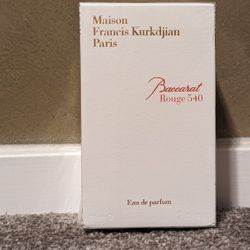 Maison
Francis Kurkdjian
Paris
Baccarat
Rouge 540
Eau de parfum